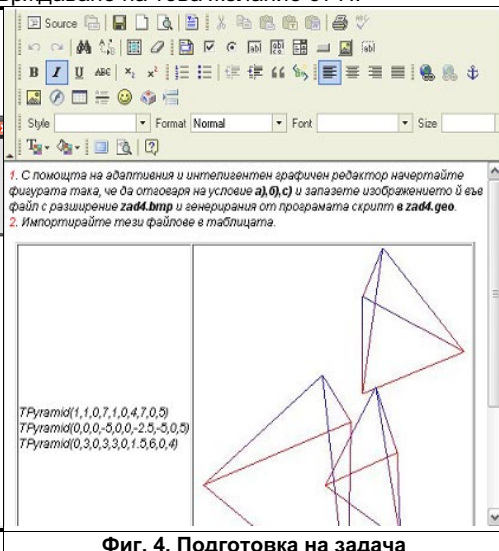 Source
B I U ABC x₂ x²
Style Format Normal Font Size
1. С помощта на адаптивния и интелигентен графичен редактор начертайте
фигурата така, че да отговаря на условие а),б),с) и запазете изображението й във
файл с разширение zad4.bmp и генерирания от програмата скрипт в zad4.geo.
2. Импортирайте тези файлове в таблицата.
TPyramid(1,1,0,7,1,0,4,7,0,5)
TPyramid(0,0,0,-5,0,0,-2.5,-5,0,5)
TPyramid(0,3,0,3,3,0,1.5,6,0,4)
Фиг. 4. Подготовка на задача